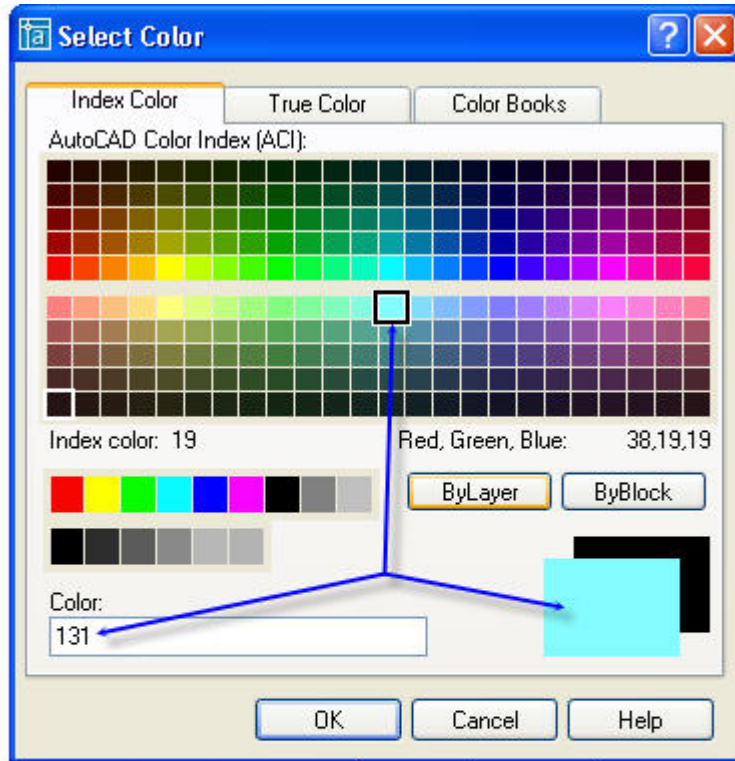 Select Color
Index Color True Color Color Books
AutoCAD Color Index (ACI):
Index color: 19 Red, Green, Blue: 38,19,19
ByLayer ByBlock
Color:
131
OK Cancel Help